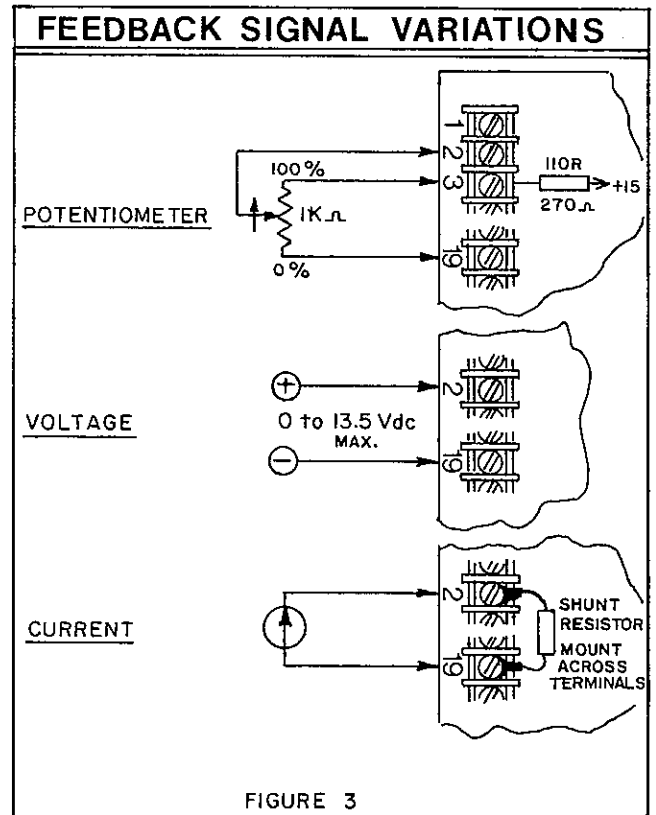 FEEDBACK SIGNAL VARIATIONS
1
2
3
19
110R
+15
270Ω
100%
1KΩ
0%
POTENTIOMETER
2
19
+
0 to 13.5 Vdc
MAX.
−
VOLTAGE
2
19
SHUNT
RESISTOR
MOUNT
ACROSS
TERMINALS
CURRENT
FIGURE 3